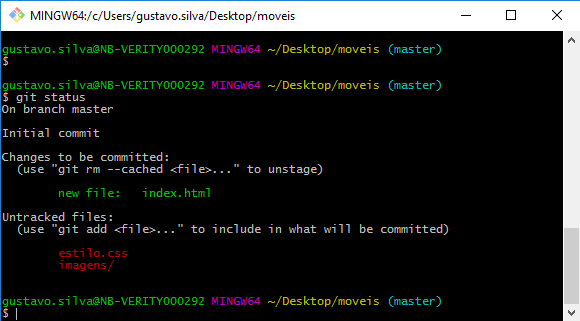 MINGW64:/c/Users/gustavo.silva/Desktop/moveis
gustavo.silva@NB-VERITY000292 MINGW64 ~/Desktop/moveis (master)
$
gustavo.silva@NB-VERITY000292 MINGW64 ~/Desktop/moveis (master)
$ git status
On branch master
Initial commit
Changes to be committed:
  (use "git rm --cached <file>..." to unstage)
        new file:   index.html
Untracked files:
  (use "git add <file>..." to include in what will be committed)
        estilo.css
        imagens/
gustavo.silva@NB-VERITY000292 MINGW64 ~/Desktop/moveis (master)
$